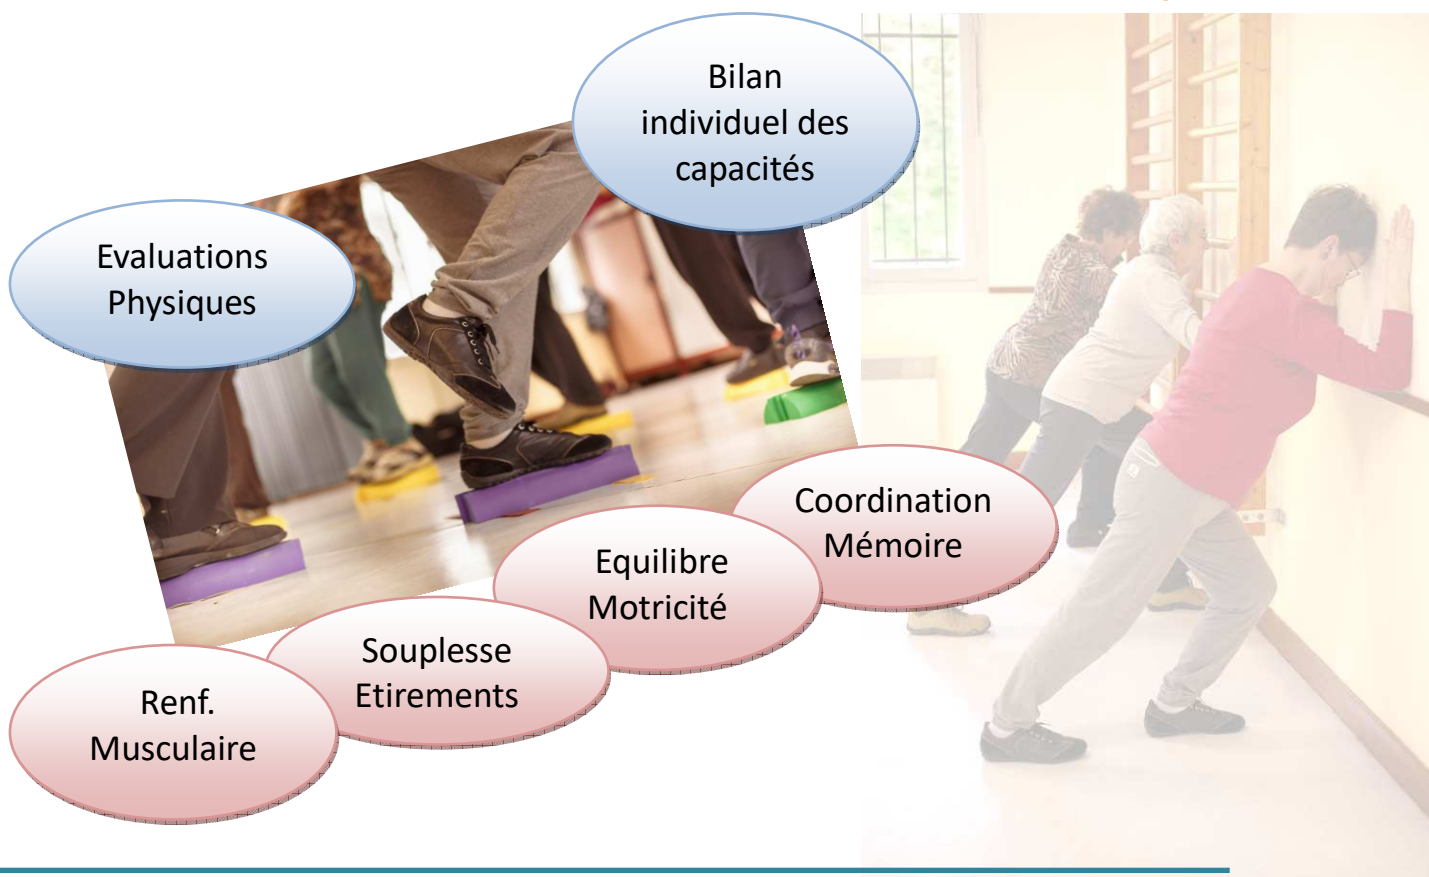 Bilan
individuel des
capacités
Evaluations
Physiques
Coordination
Mémoire
Equilibre
Motricité
Souplesse
Etirements
Renf.
Musculaire